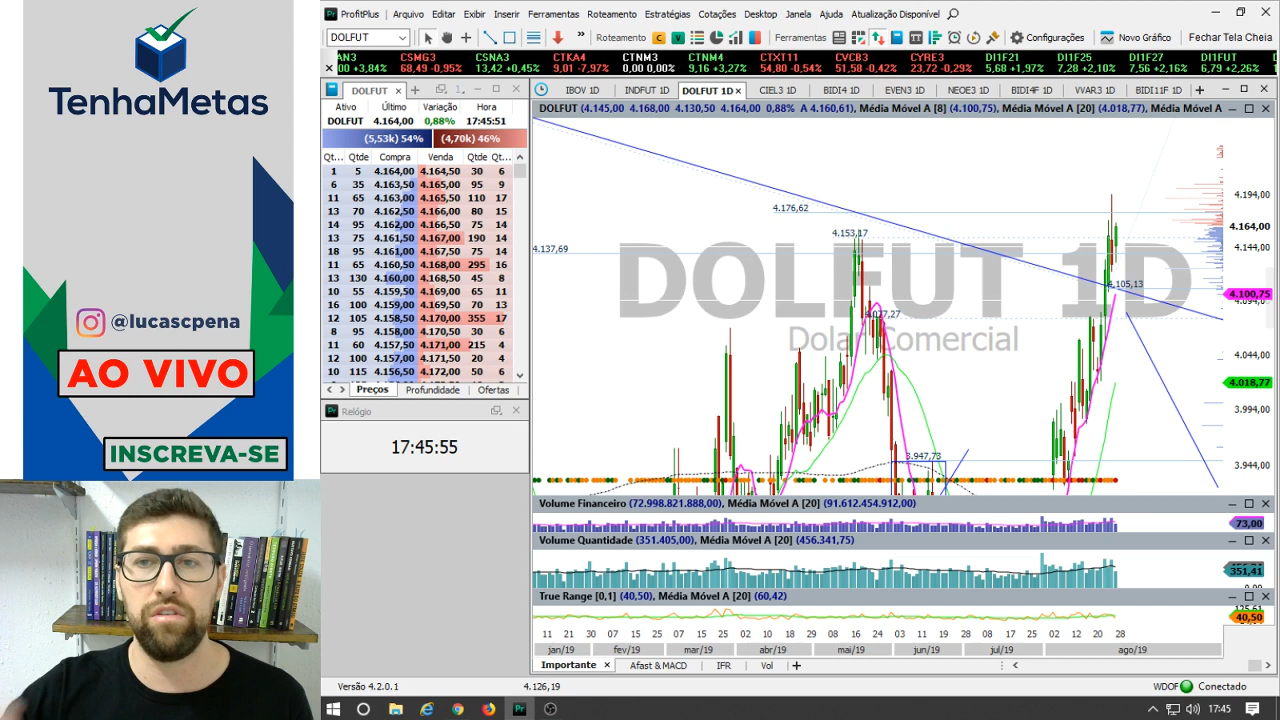 TenhaMetas
@lucascpena
AO VIVO
INSCREVA-SE
ProfitPlus Arquivo Editar Exibir Inserir Ferramentas Roteamento Estratégias Cotações Desktop Janela Ajuda Atualização Disponível
DOLFUT Roteamento Ferramentas Configurações Novo Gráfico Fechar Tela Cheia
AN3 CSMG3 CSNA3 CTKA4 CTNM3 CTNM4 CTXT11 CVCB3 CYRE3 DI1F21 DI1F25 DI1F27 DI1FUT
00 +3,84% 68,49 -0,95% 13,42 +0,45% 9,01 -7,97% 0,00 0,00% 9,16 +3,27% 54,80 -0,54% 51,58 -0,42% 23,72 -0,29% 5,68 +1,97% 7,28 +2,10% 7,56 +2,16% 6,79 +2,26%
DOLFUT
Ativo Último Variação Hora
DOLFUT 4.164,00 0,88% 17:45:51
(5,53k) 54% (4,70k) 46%
Qt... Qtde Compra Venda Qtde Qt...
1 5 4.164,00 4.164,50 30 6
6 35 4.163,50 4.165,00 95 9
11 65 4.163,00 4.165,50 110 17
13 70 4.162,50 4.166,00 80 15
14 95 4.162,00 4.166,50 75 14
13 75 4.161,50 4.167,00 190 14
18 95 4.161,00 4.167,50 75 14
11 65 4.160,50 4.168,00 295 16
13 130 4.160,00 4.168,50 45 8
10 55 4.159,50 4.169,00 65 11
16 100 4.159,00 4.169,50 70 13
12 105 4.158,50 4.170,00 355 17
8 95 4.158,00 4.170,50 30 6
11 60 4.157,50 4.171,00 215 4
12 100 4.157,00 4.171,50 20 4
10 115 4.156,50 4.172,00 60 6
Preços Profundidade Ofertas
Relógio
17:45:55
IBOV 1D INDFUT 1D DOLFUT 1D CIEL3 1D BIDI4 1D EVEN3 1D NEOE3 1D BIDI4F 1D VVAR3 1D BIDI11F 1D
DOLFUT (4.145,00 4.168,00 4.130,50 4.164,00 0,88% A 4.160,61), Média Móvel A [8] (4.100,75), Média Móvel A [20] (4.018,77), Média Móvel A
DOLFUT 1D
Dolar Comercial
4.176,62
4.153,17
4.137,69
4.105,13
4.077,27
3.947,73
4.194,00
4.164,00
4.144,00
4.100,75
4.094,00
4.044,00
4.018,77
3.994,00
3.944,00
Volume Financeiro (72.998.821.888,00), Média Móvel A [20] (91.612.454.912,00)
73,00
Volume Quantidade (351.405,00), Média Móvel A [20] (456.341,75)
351,41
True Range [0,1] (40,50), Média Móvel A [20] (60,42)
125,61
40,50
11 21 30 07 15 25 07 15 25 02 10 18 29 08 16 24 03 11 19 28 08 17 25 02 12 20 28
jan/19 fev/19 mar/19 abr/19 mai/19 jun/19 jul/19 ago/19
Importante Afast & MACD IFR Vol
Versão 4.2.0.1 4.126,19 WDOF Conectado
17:45